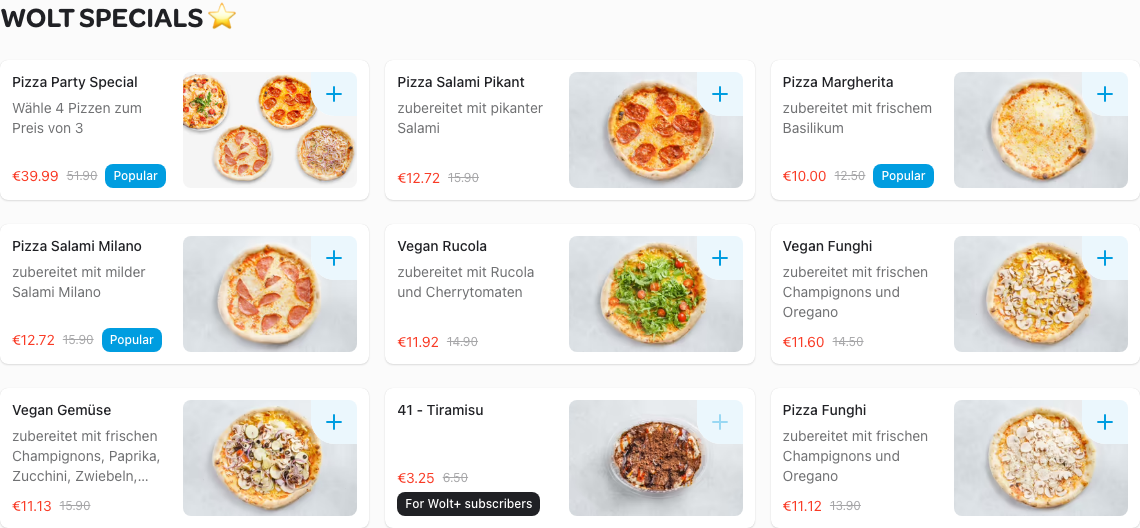 WOLT SPECIALS ⭐
Pizza Party Special
Wähle 4 Pizzen zum
Preis von 3
€39.99 51.90 Popular
Pizza Salami Pikant
zubereitet mit pikanter
Salami
€12.72 15.90
Pizza Margherita
zubereitet mit frischem
Basilikum
€10.00 12.50 Popular
Pizza Salami Milano
zubereitet mit milder
Salami Milano
€12.72 15.90 Popular
Vegan Rucola
zubereitet mit Rucola
und Cherrytomaten
€11.92 14.90
Vegan Funghi
zubereitet mit frischen
Champignons und
Oregano
€11.60 14.50
Vegan Gemüse
zubereitet mit frischen
Champignons, Paprika,
Zucchini, Zwiebeln,...
€11.13 15.90
41 - Tiramisu
€3.25 6.50
For Wolt+ subscribers
Pizza Funghi
zubereitet mit frischen
Champignons und
Oregano
€11.12 13.90